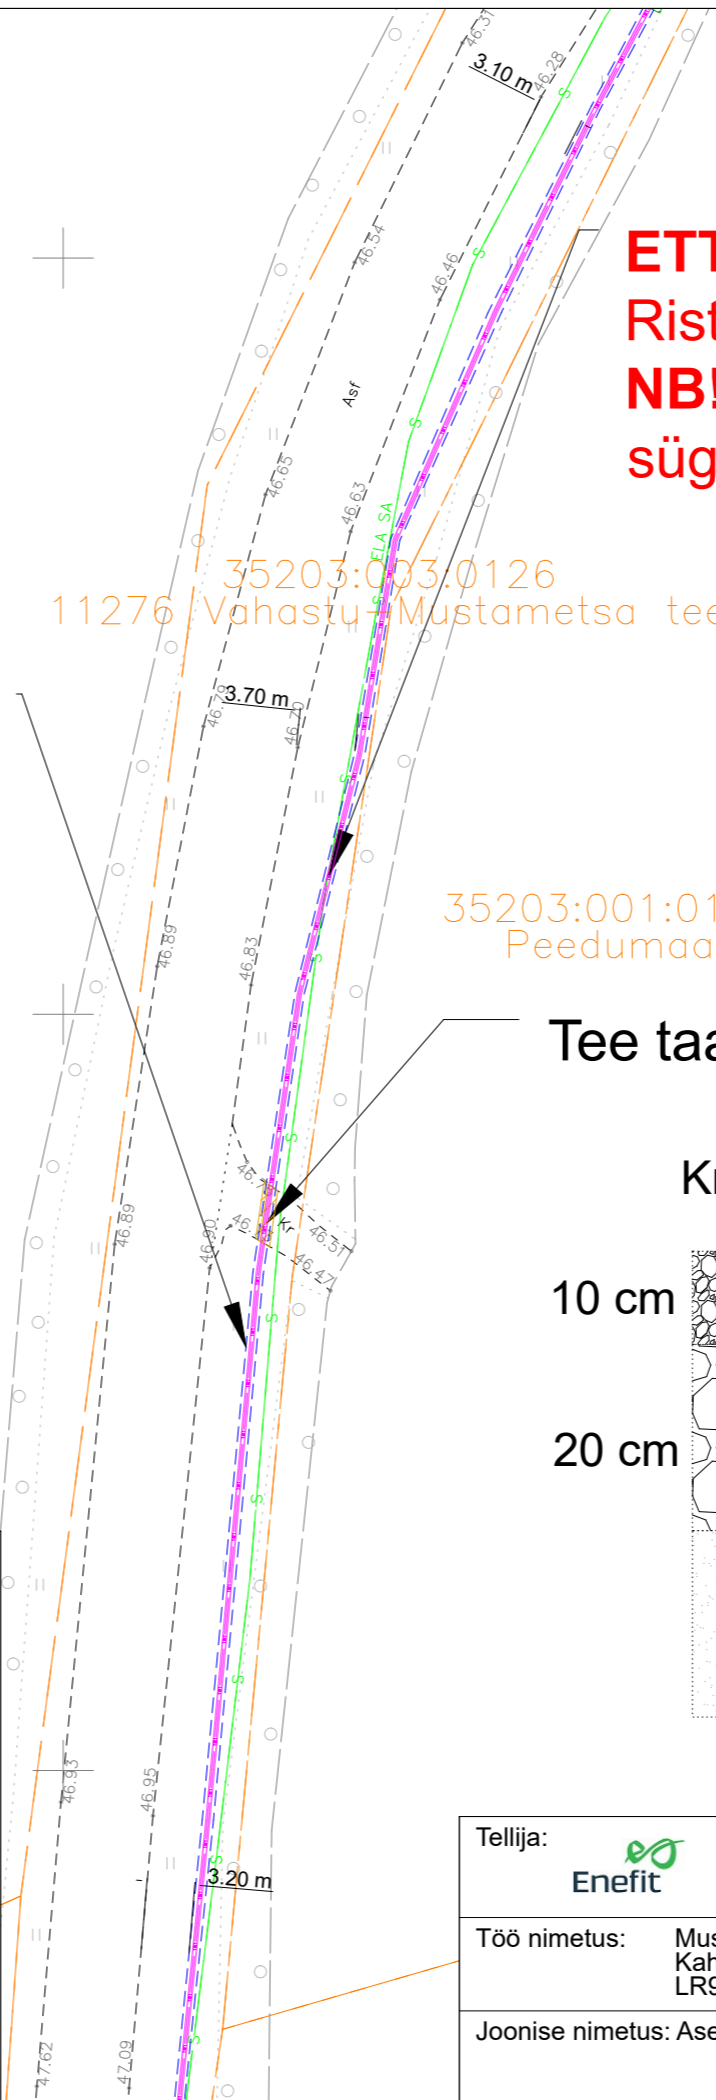 46.31
3.10 m
46.28
S
46.54
46.46
S
ETT
Rist
NB!
süg
Asf
S
46.65
46.63
ELA SA
35203:003:0126
11276 Vahastu-Mustametsa tee
3.70 m
46.79
46.70
S
35203:001:01
Peedumaa
46.89
46.83
S
Tee taa
S
Kr
46.89
46.90
Kr
46.51
46.47
10 cm
S
20 cm
S
S
46.93
46.95
S
3.20 m
Tellija:
Enefit
Töö nimetus: Mus
Kah
LR9
Joonise nimetus: Ase
S
47.62
47.09